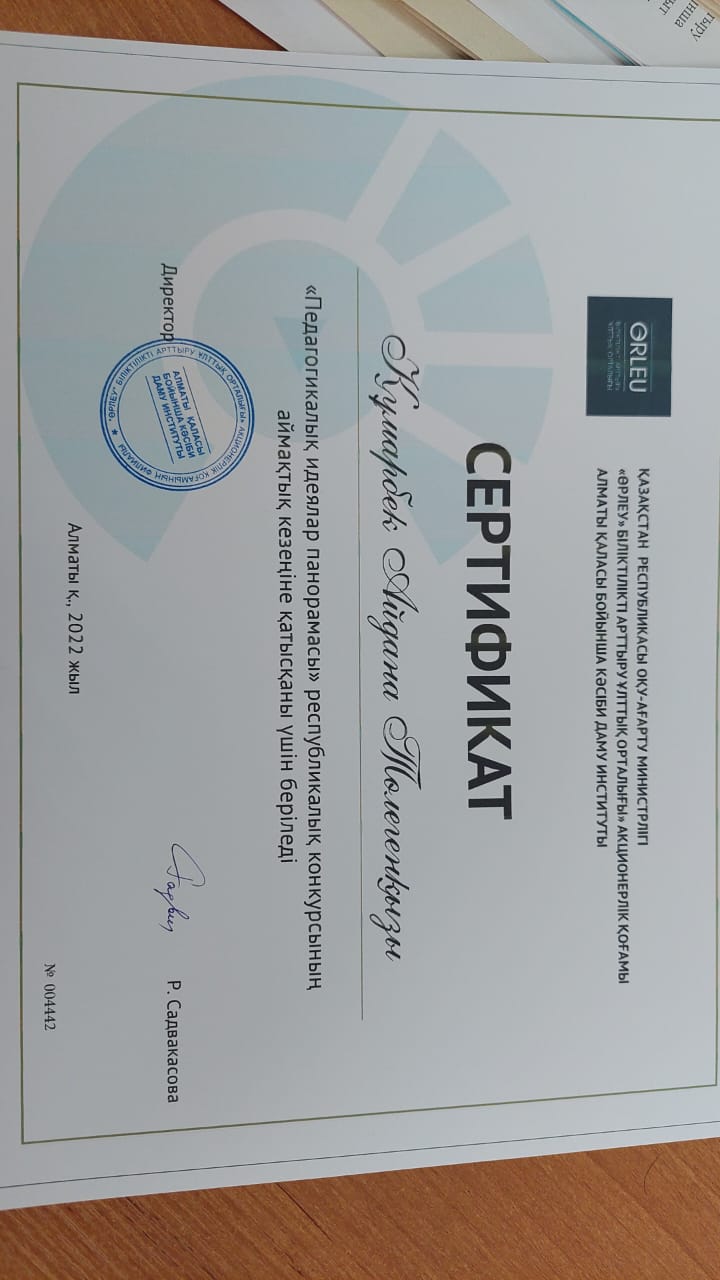 ӨRLEU
БІЛІКТІЛІКТІ АРТТЫРУ
ҰЛТТЫҚ ОРТАЛЫҒЫ
ҚАЗАҚСТАН РЕСПУБЛИКАСЫ ОҚУ-АҒАРТУ МИНИСТРЛІГІ
«ӨРЛЕУ» БІЛІКТІЛІКТІ АРТТЫРУ ҰЛТТЫҚ ОРТАЛЫҒЫ» АКЦИОНЕРЛІК ҚОҒАМЫ
АЛМАТЫ ҚАЛАСЫ БОЙЫНША КӘСІБИ ДАМУ ИНСТИТУТЫ
СЕРТИФИКАТ
Құмарбек Айдана Төлегенқызы
«Педагогикалық идеялар панорамасы» республикалық конкурсының
аймақтық кезеңіне қатысқаны үшін беріледі
Директор
Р. Садвакасова
«ӨРЛЕУ» БІЛІКТІЛІКТІ АРТТЫРУ ҰЛТТЫҚ ОРТАЛЫҒЫ» АКЦИОНЕРЛІК ҚОҒАМЫНЫҢ ФИЛИАЛЫ
АЛМАТЫ ҚАЛАСЫ
БОЙЫНША КӘСІБИ
ДАМУ ИНСТИТУТЫ
Алматы қ., 2022 жыл
№ 004442